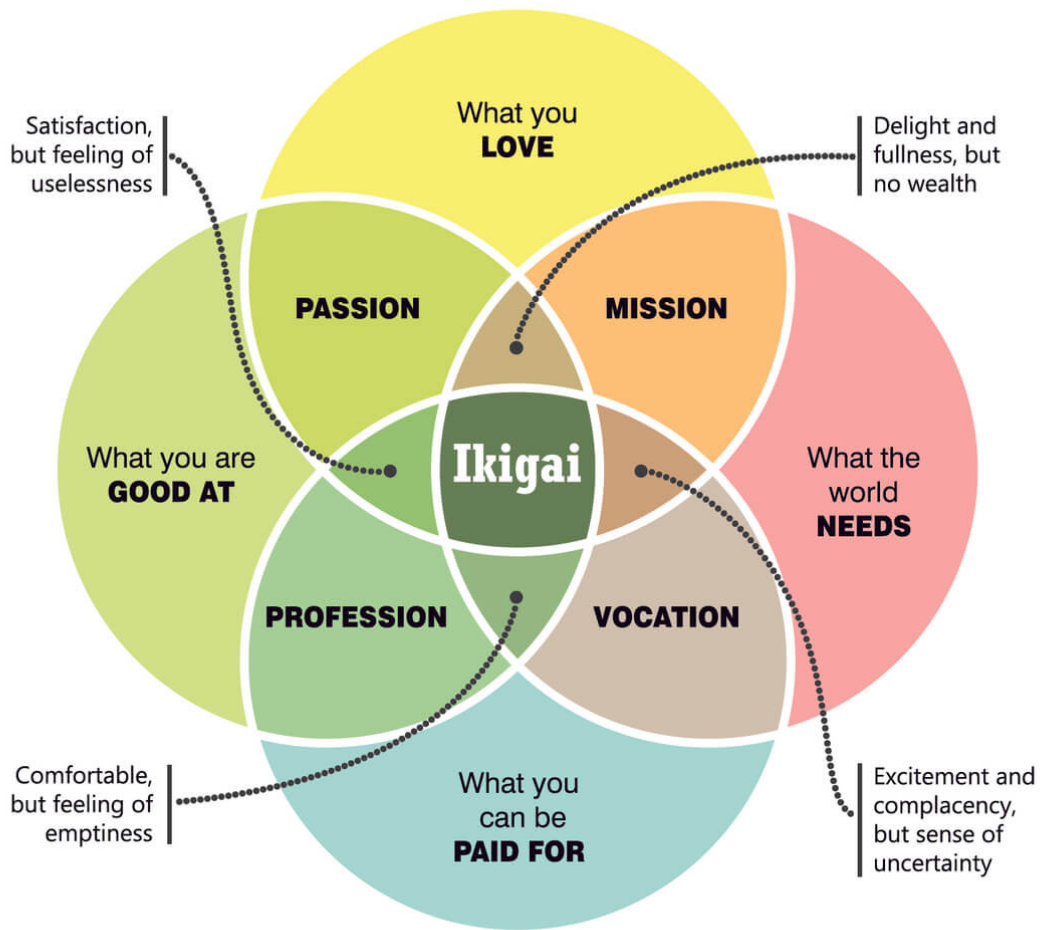 What you
LOVE
Satisfaction,
but feeling of
uselessness
Delight and
fullness, but
no wealth
PASSION
MISSION
What you are
GOOD AT
Ikigai
What the
world
NEEDS
PROFESSION
VOCATION
Comfortable,
but feeling of
emptiness
What you
can be
PAID FOR
Excitement and
complacency,
but sense of
uncertainty